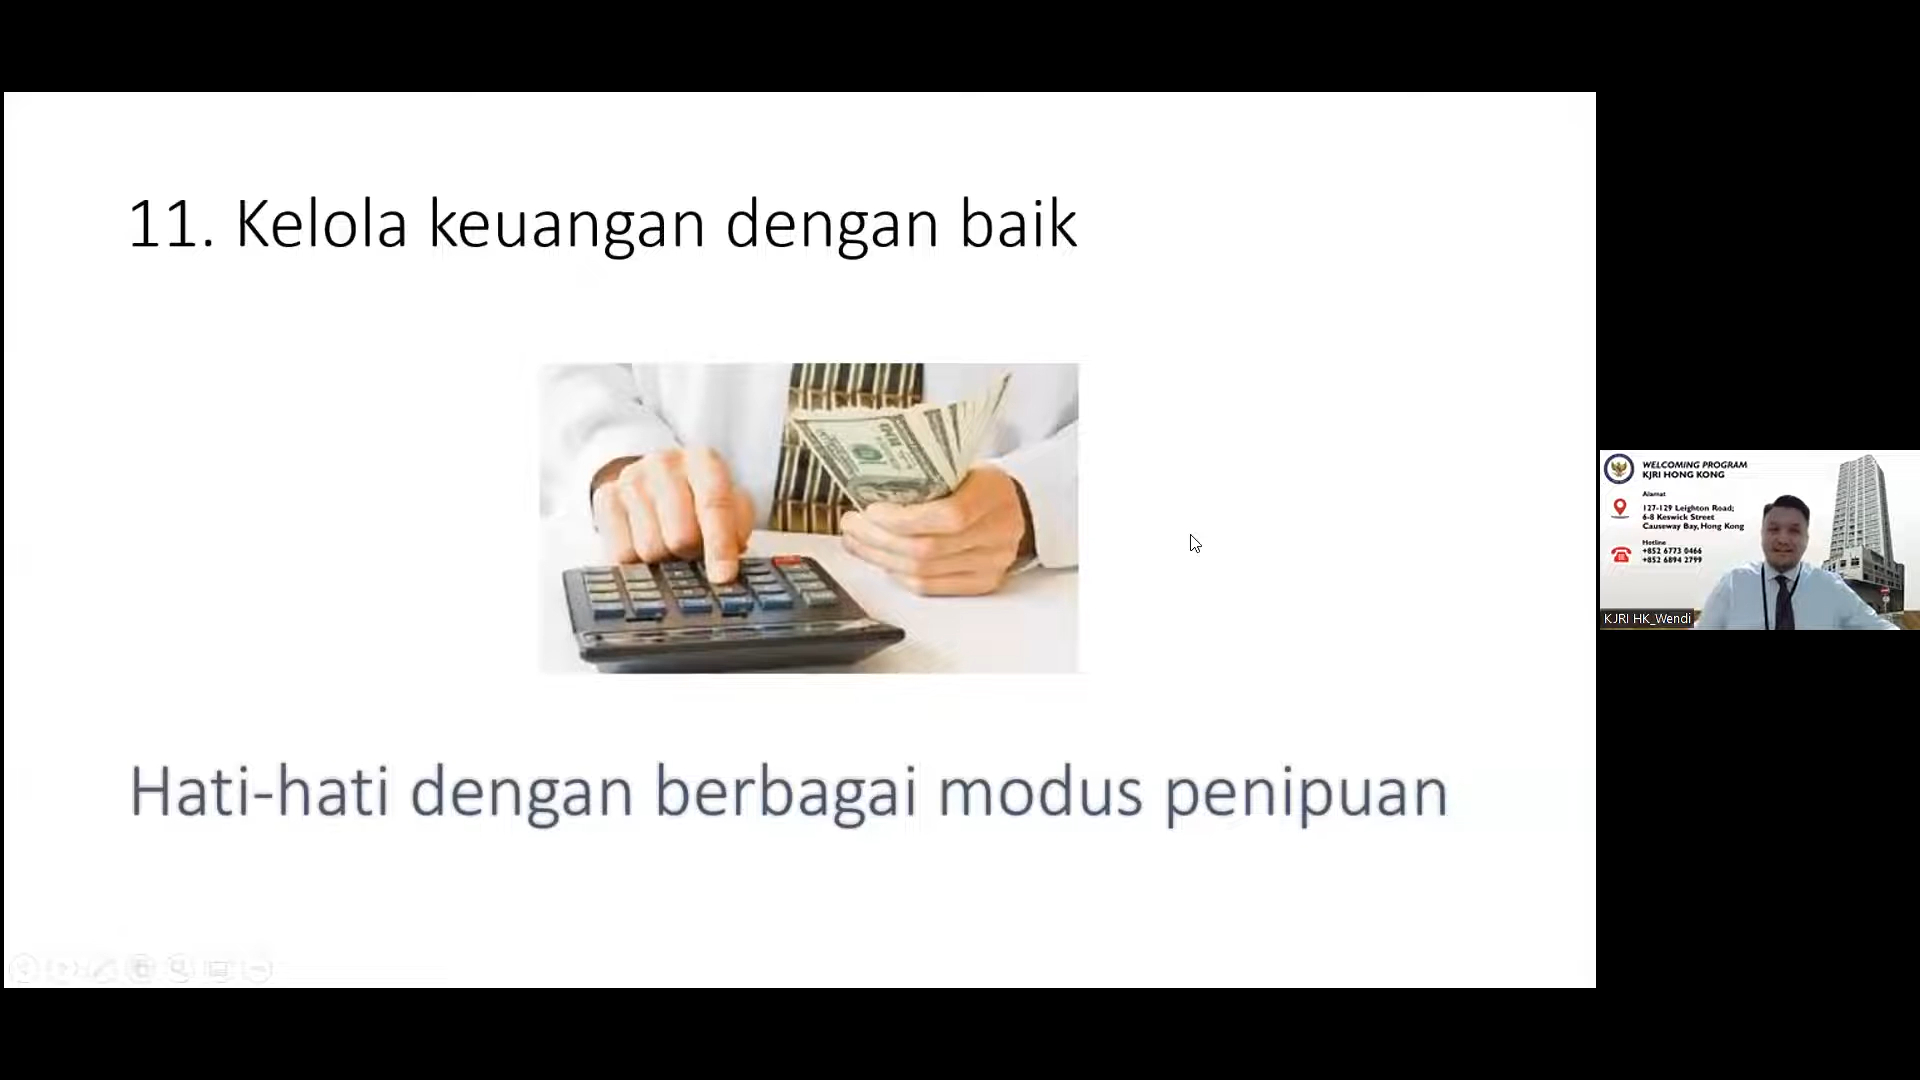 11. Kelola keuangan dengan baik
Hati-hati dengan berbagai modus penipuan
WELCOMING PROGRAM
KJRI HONG KONG
Alamat
127-129 Leighton Road;
6-8 Keswick Street
Causeway Bay, Hong Kong
Hotline
+852 6773 0466
+852 6894 2799
KJRI HK_Wendi